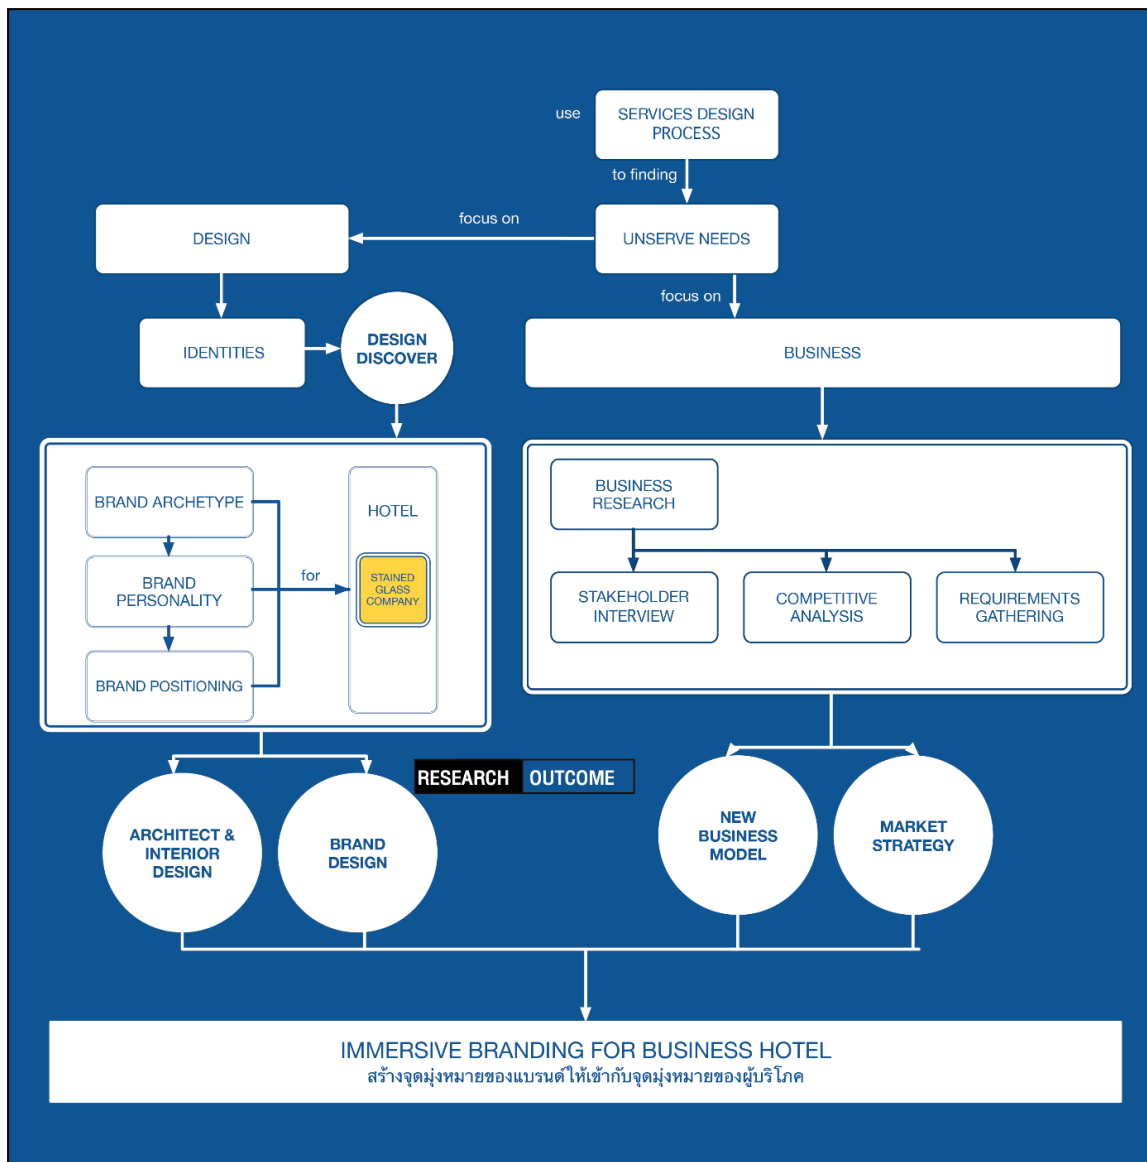 use
SERVICES DESIGN
PROCESS
to finding
focus on
DESIGN
UNSERVE NEEDS
focus on
IDENTITIES
DESIGN
DISCOVER
BUSINESS
BRAND ARCHETYPE
BRAND
PERSONALITY
BRAND POSITIONING
for
HOTEL
STAINED
GLASS
COMPANY
BUSINESS
RESEARCH
STAKEHOLDER
INTERVIEW
COMPETITIVE
ANALYSIS
REQUIREMENTS
GATHERING
RESEARCH OUTCOME
ARCHITECT &
INTERIOR
DESIGN
BRAND
DESIGN
NEW
BUSINESS
MODEL
MARKET
STRATEGY
IMMERSIVE BRANDING FOR BUSINESS HOTEL
สร้างจุดมุ่งหมายของแบรนด์ให้เข้ากับจุดมุ่งหมายของผู้บริโภค